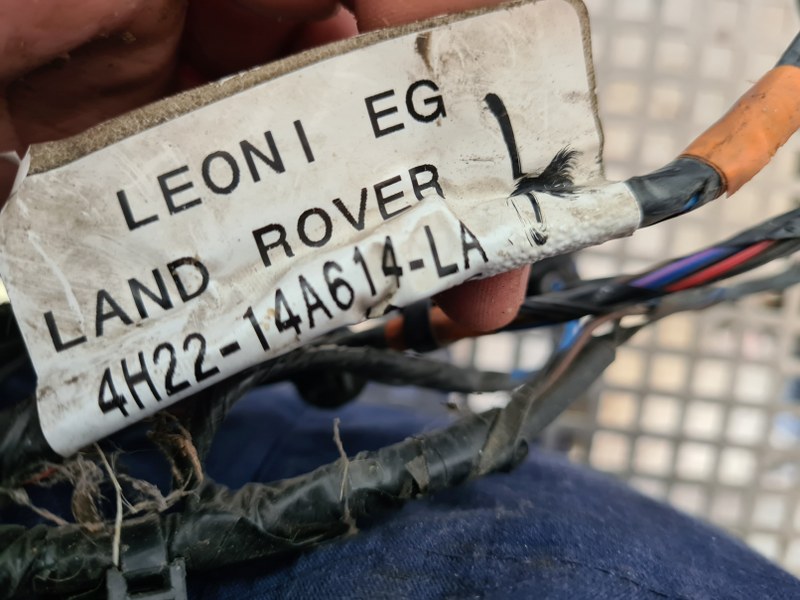 LEONI EG
LAND ROVER
4H22-14A614-LA